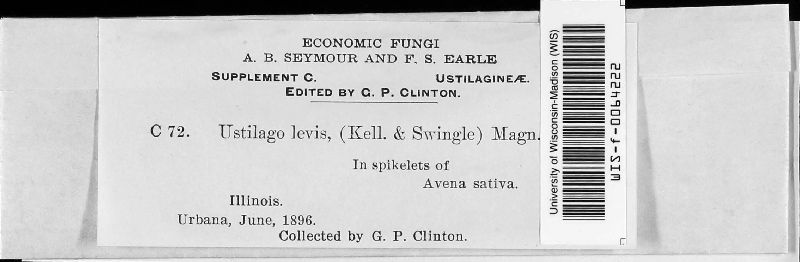 ECONOMIC FUNGI
A. B. SEYMOUR AND F. S. EARLE
SUPPLEMENT C. USTILAGINEÆ.
EDITED BY G. P. CLINTON.
C 72. Ustilago levis, (Kell. & Swingle) Magn.
In spikelets of
Avena sativa.
Illinois.
Urbana, June, 1896.
Collected by G. P. Clinton.
University of Wisconsin-Madison (WIS)
WIS-f-0064222